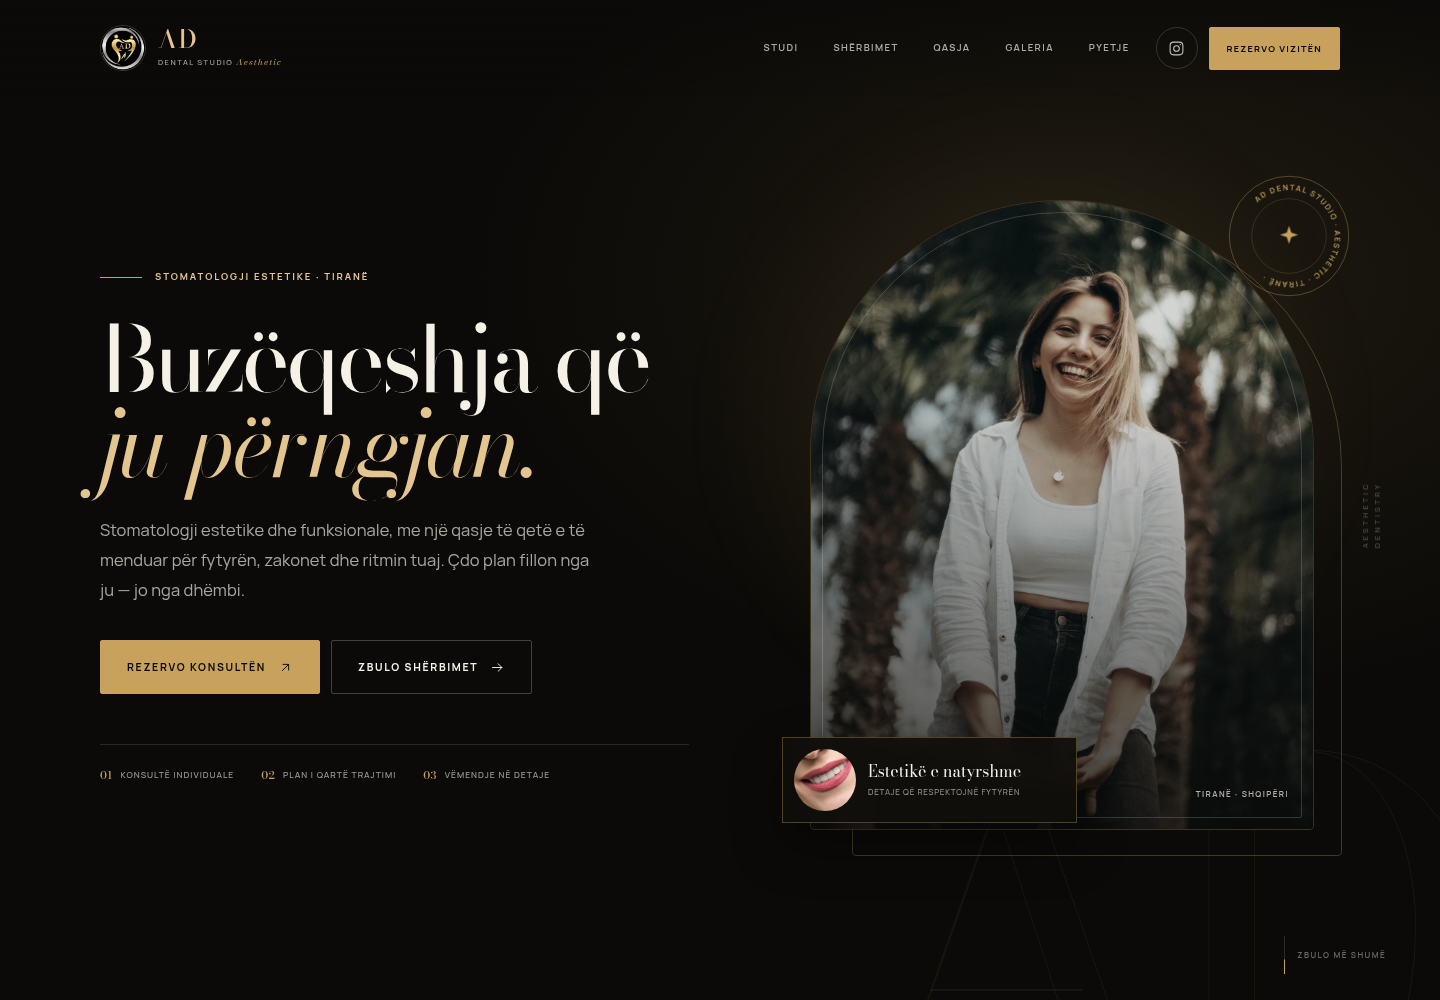 AD
DENTAL STUDIO Aesthetic
STUDI
SHËRBIMET
QASJA
GALERIA
PYETJE
REZERVO VIZITËN
STOMATOLOGJI ESTETIKE · TIRANË
Buzëqeshja që
ju përngjan.
Stomatologji estetike dhe funksionale, me një qasje të qetë e të
menduar për fytyrën, zakonet dhe ritmin tuaj. Çdo plan fillon nga
ju — jo nga dhëmbi.
REZERVO KONSULTËN
ZBULO SHËRBIMET
01 KONSULTË INDIVIDUALE
02 PLAN I QARTË TRAJTIMI
03 VËMENDJE NË DETAJE
AD DENTAL STUDIO · AESTHETIC · TIRANË ·
AESTHETIC
DENTISTRY
Estetikë e natyrshme
DETAJE QË RESPEKTOJNË FYTYRËN
TIRANË · SHQIPËRI
ZBULO MË SHUMË